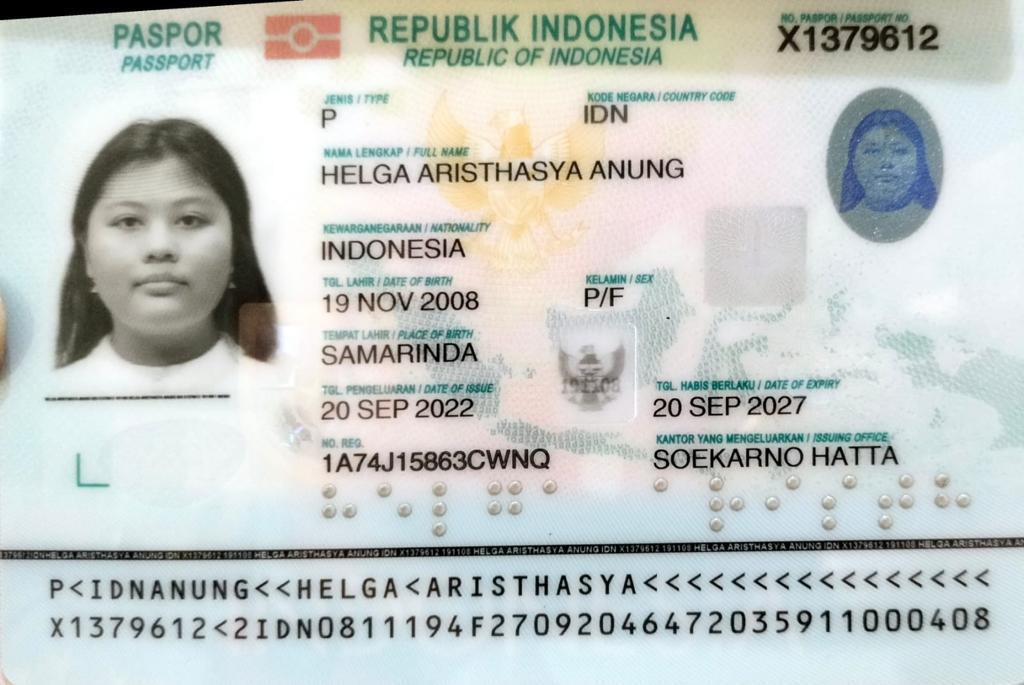 PASPOR
PASSPORT
REPUBLIK INDONESIA
REPUBLIC OF INDONESIA
NO. PASPOR / PASSPORT NO.
X1379612
JENIS / TYPE
P
KODE NEGARA / COUNTRY CODE
IDN
NAMA LENGKAP / FULL NAME
HELGA ARISTHASYA ANUNG
KEWARGANEGARAAN / NATIONALITY
INDONESIA
TGL. LAHIR / DATE OF BIRTH
19 NOV 2008
KELAMIN / SEX
P/F
TEMPAT LAHIR / PLACE OF BIRTH
SAMARINDA
TGL. PENGELUARAN / DATE OF ISSUE
20 SEP 2022
191108
TGL. HABIS BERLAKU / DATE OF EXPIRY
20 SEP 2027
NO. REG.
1A74J15863CWNQ
KANTOR YANG MENGELUARKAN / ISSUING OFFICE
SOEKARNO HATTA
HELGA ARISTHASYA ANUNG IDN X1379612 191108 HELGA ARISTHASYA ANUNG IDN X1379612 191108 HELGA ARISTHASYA ANUNG IDN X1379612 191108 HELGA ARISTHASYA ANUNG IDN X1379612 191108 HELGA ARISTHASYA AN
P<IDNANUNG<<HELGA<ARISTHASYA<<<<<<<<<<<<<<<<
X1379612<2IDN0811194F2709204647203591​1000408